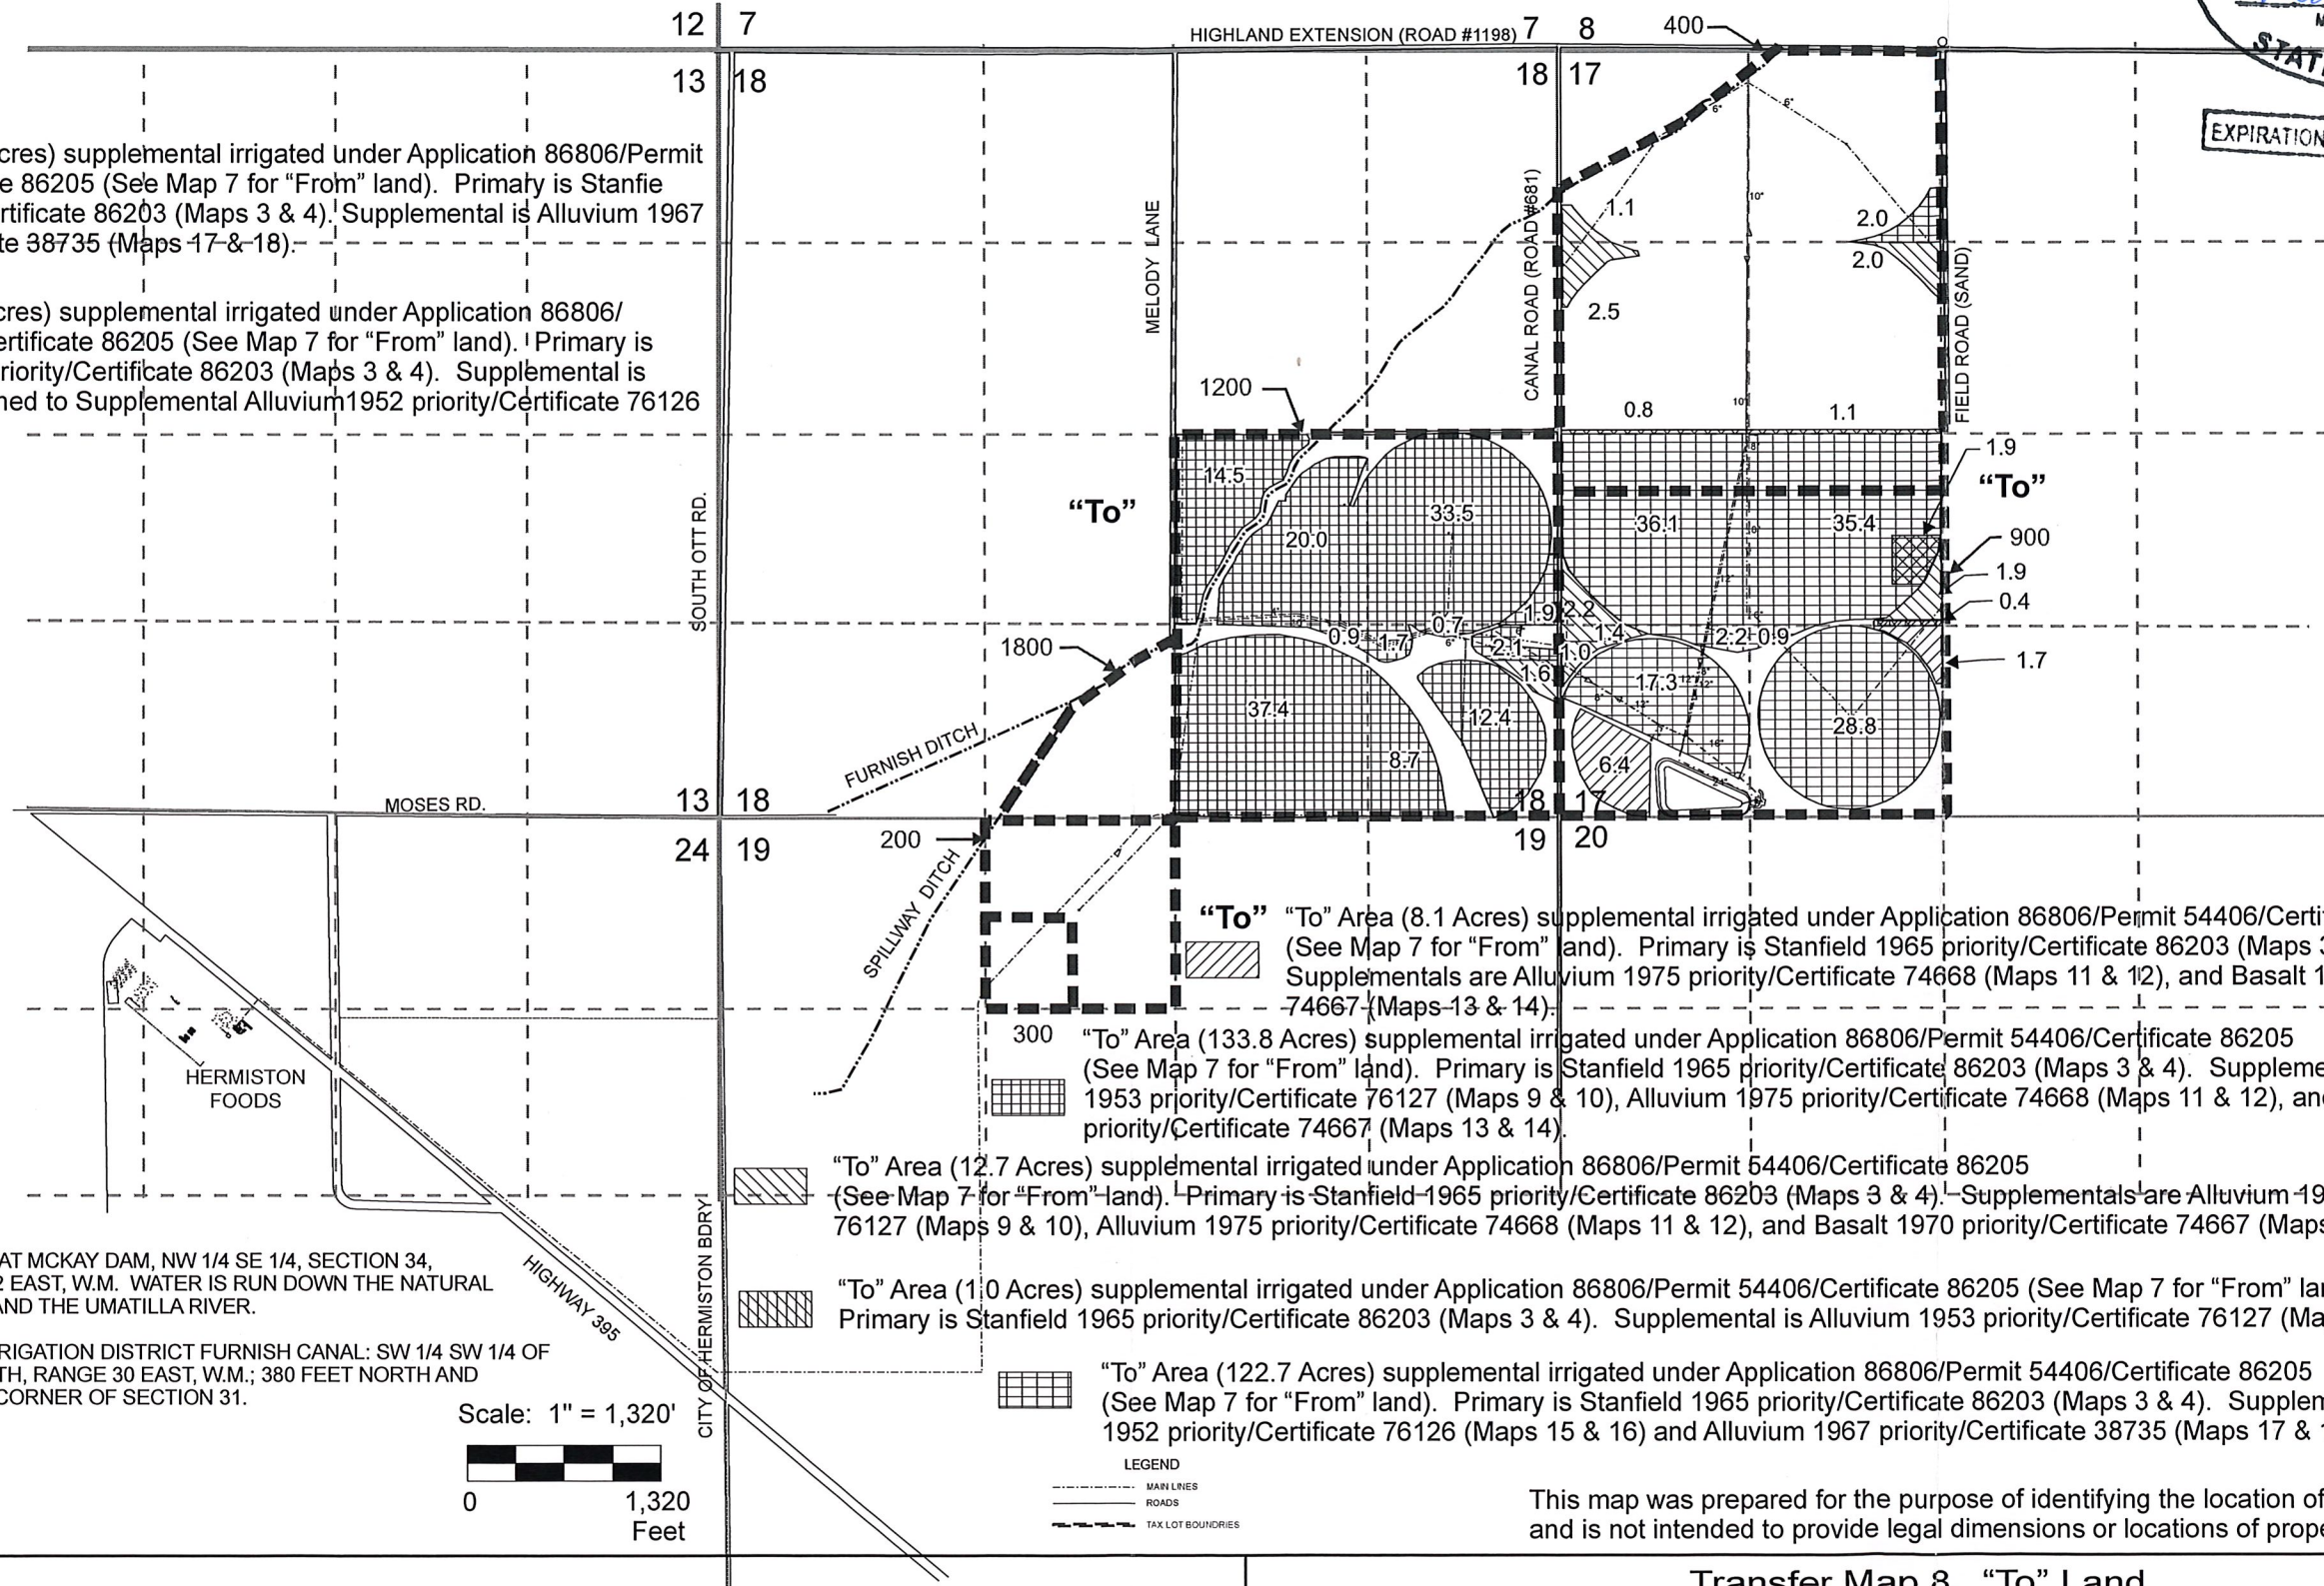 12 7
HIGHLAND EXTENSION (ROAD #1198) 7 8
400
STAT
EXPIRATION
13 18
18 17
cres) supplemental irrigated under Application 86806/Permit
e 86205 (See Map 7 for “From” land). Primary is Stanfie
rtificate 86203 (Maps 3 & 4). Supplemental is Alluvium 1967
te 38735 (Maps 17 & 18).
cres) supplemental irrigated under Application 86806/
ertificate 86205 (See Map 7 for “From” land). Primary is
riority/Certificate 86203 (Maps 3 & 4). Supplemental is
ned to Supplemental Alluvium1952 priority/Certificate 76126
MELODY LANE
CANAL ROAD (ROAD #681)
FIELD ROAD (SAND)
SOUTH OTT RD.
6"
6"
10"
1.1
2.0
2.0
2.5
1200
0.8
10"
1.1
1.9
“To”
“To”
14.5
33.5
20.0
36.1
35.4
900
1.9
0.4
1.7
1.9
2.2
0.9
1.7
0.7
2.1
1.4
1.0
1.6
2.2
0.9
1800
37.4
8.7
12.4
17.3
6.4
28.8
FURNISH DITCH
MOSES RD.
13 18
18 17
24 19
19 20
200
SPILLWAY DITCH
300
HERMISTON
FOODS
“To” “To” Area (8.1 Acres) supplemental irrigated under Application 86806/Permit 54406/Certi
(See Map 7 for “From” land). Primary is Stanfield 1965 priority/Certificate 86203 (Maps 3
Supplementals are Alluvium 1975 priority/Certificate 74668 (Maps 11 & 12), and Basalt 1
74667 (Maps 13 & 14).
“To” Area (133.8 Acres) supplemental irrigated under Application 86806/Permit 54406/Certificate 86205
(See Map 7 for “From” land). Primary is Stanfield 1965 priority/Certificate 86203 (Maps 3 & 4). Suppleme
1953 priority/Certificate 76127 (Maps 9 & 10), Alluvium 1975 priority/Certificate 74668 (Maps 11 & 12), an
priority/Certificate 74667 (Maps 13 & 14).
“To” Area (12.7 Acres) supplemental irrigated under Application 86806/Permit 54406/Certificate 86205
(See Map 7 for “From” land). Primary is Stanfield 1965 priority/Certificate 86203 (Maps 3 & 4). Supplementals are Alluvium 19
76127 (Maps 9 & 10), Alluvium 1975 priority/Certificate 74668 (Maps 11 & 12), and Basalt 1970 priority/Certificate 74667 (Maps
“To” Area (1.0 Acres) supplemental irrigated under Application 86806/Permit 54406/Certificate 86205 (See Map 7 for “From” lan
Primary is Stanfield 1965 priority/Certificate 86203 (Maps 3 & 4). Supplemental is Alluvium 1953 priority/Certificate 76127 (Ma
“To” Area (122.7 Acres) supplemental irrigated under Application 86806/Permit 54406/Certificate 86205
(See Map 7 for “From” land). Primary is Stanfield 1965 priority/Certificate 86203 (Maps 3 & 4). Supplem
1952 priority/Certificate 76126 (Maps 15 & 16) and Alluvium 1967 priority/Certificate 38735 (Maps 17 & 1
CITY OF HERMISTON BDRY
HIGHWAY 395
AT MCKAY DAM, NW 1/4 SE 1/4, SECTION 34,
2 EAST, W.M. WATER IS RUN DOWN THE NATURAL
AND THE UMATILLA RIVER.
RIGATION DISTRICT FURNISH CANAL: SW 1/4 SW 1/4 OF
TH, RANGE 30 EAST, W.M.; 380 FEET NORTH AND
CORNER OF SECTION 31.
Scale: 1" = 1,320'
0 1,320
Feet
LEGEND
MAIN LINES
ROADS
TAX LOT BOUNDRIES
This map was prepared for the purpose of identifying the location of
and is not intended to provide legal dimensions or locations of prope
Transfer Map 8 “To” Land